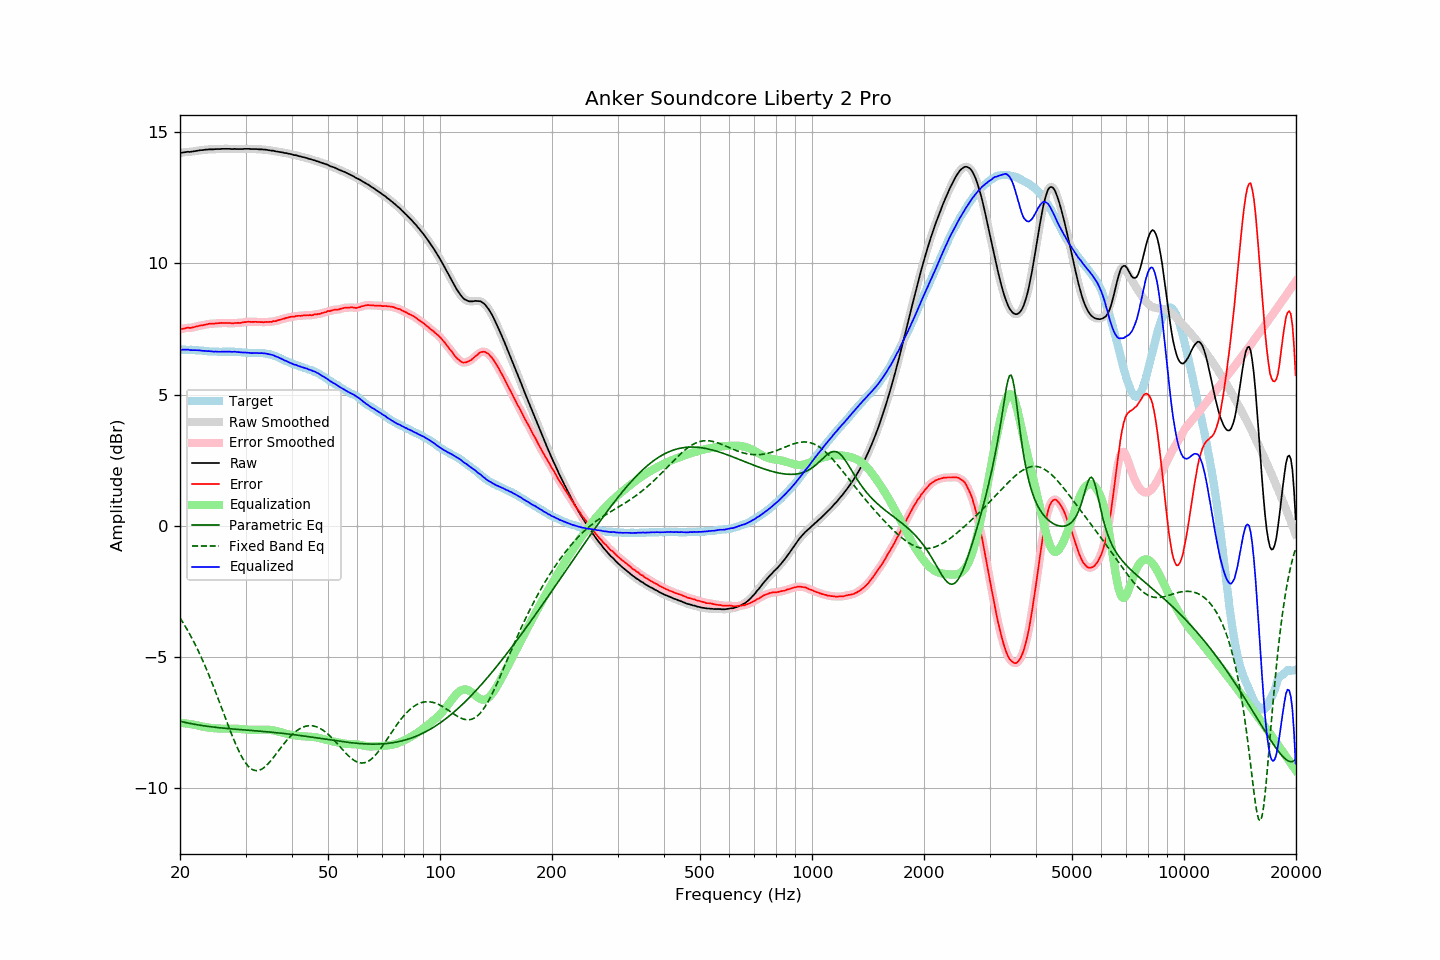 Anker Soundcore Liberty 2 Pro
15
10
5
0
−5
−10
Amplitude (dBr)
Target
Raw Smoothed
Error Smoothed
Raw
Error
Equalization
Parametric Eq
Fixed Band Eq
Equalized
20 50 100 200 500 1000 2000 5000 10000 20000
Frequency (Hz)